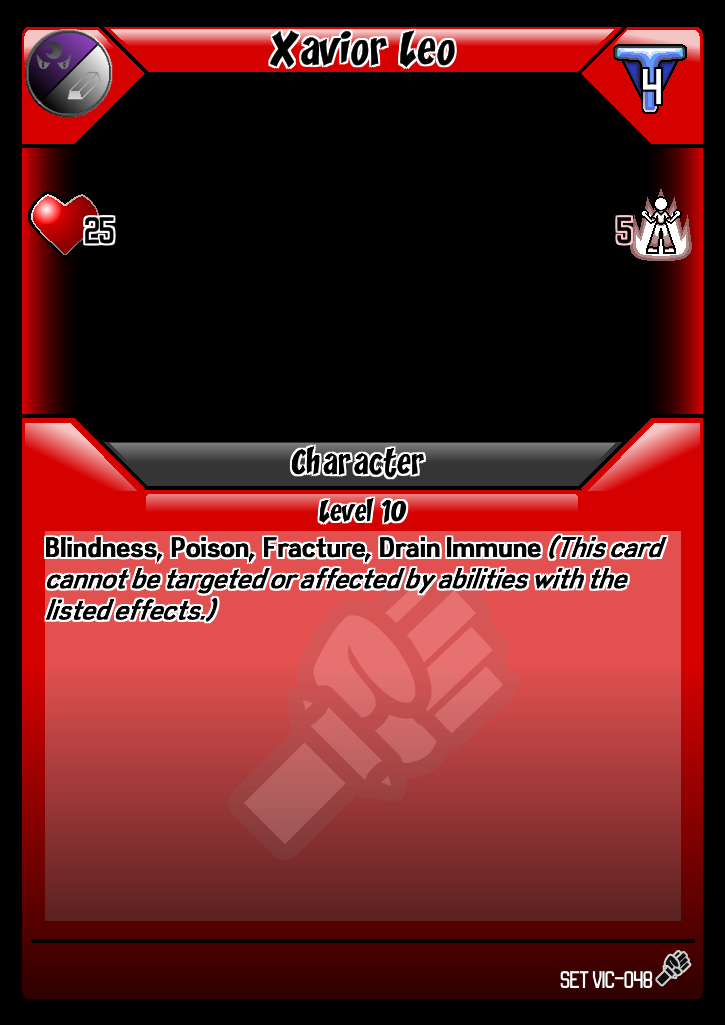 Xavior Leo
4
25
5
Character
Level 10
Blindness, Poison, Fracture, Drain Immune (This card
cannot be targeted or affected by abilities with the
listed effects.)
SET VIC-048